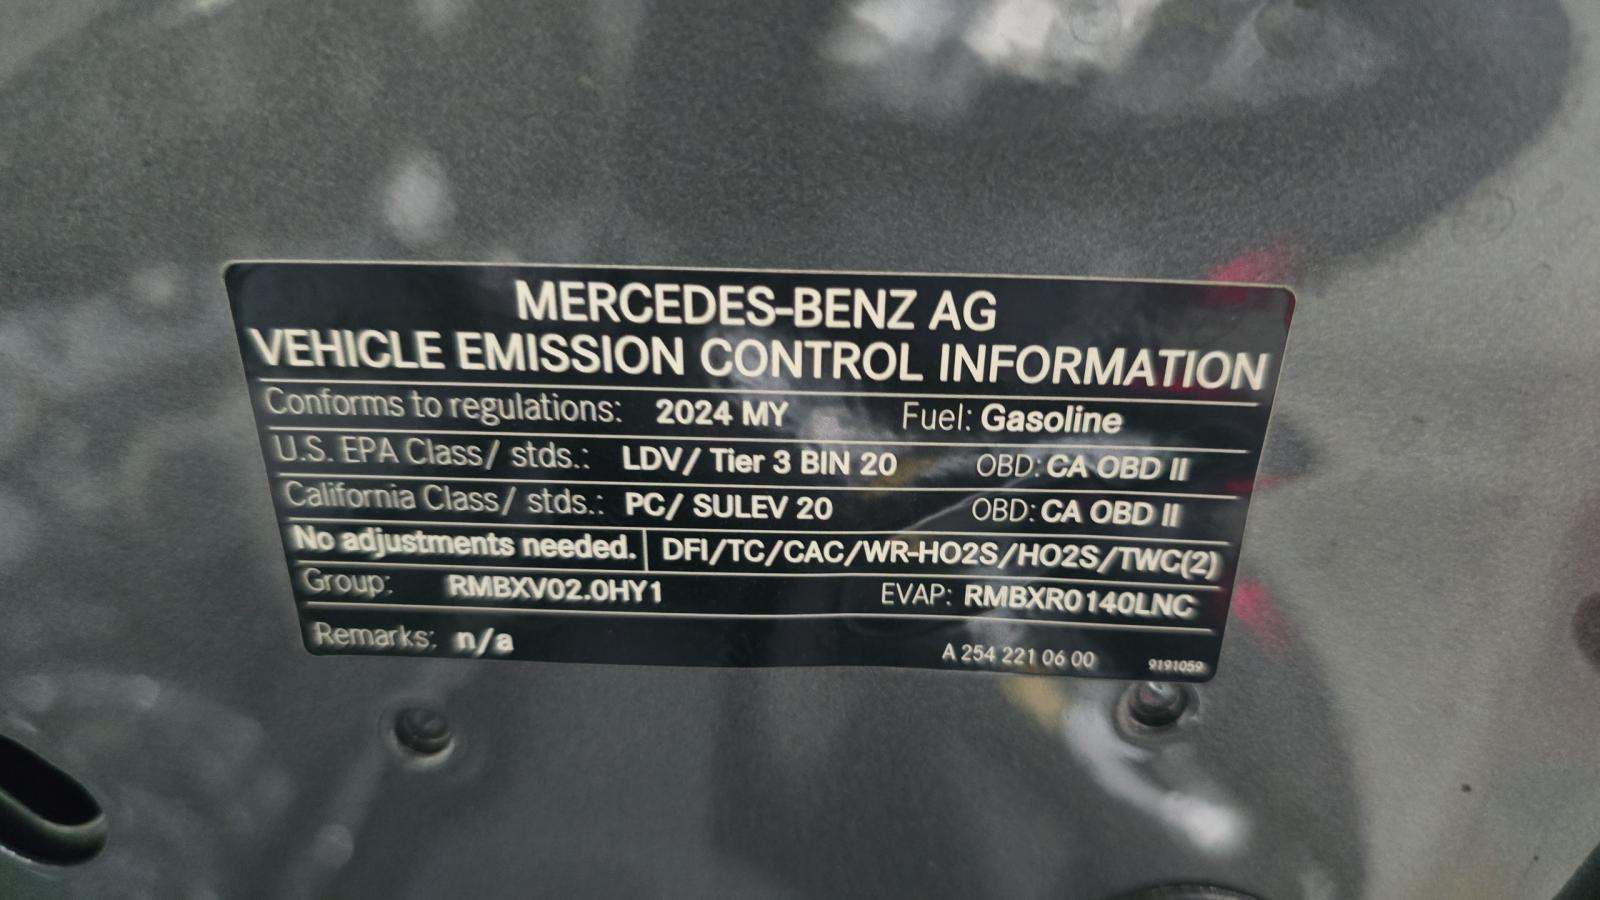 MERCEDES-BENZ AG
VEHICLE EMISSION CONTROL INFORMATION
Conforms to regulations: 2024 MY Fuel: Gasoline
U.S. EPA Class/ stds.: LDV/ Tier 3 BIN 20 OBD: CA OBD II
California Class/ stds.: PC/ SULEV 20 OBD: CA OBD II
No adjustments needed. DFI/TC/CAC/WR-HO2S/HO2S/TWC(2)
Group: RMBXV02.0HY1 EVAP: RMBXR0140LNC
Remarks: n/a
A 254 221 06 00 9191059